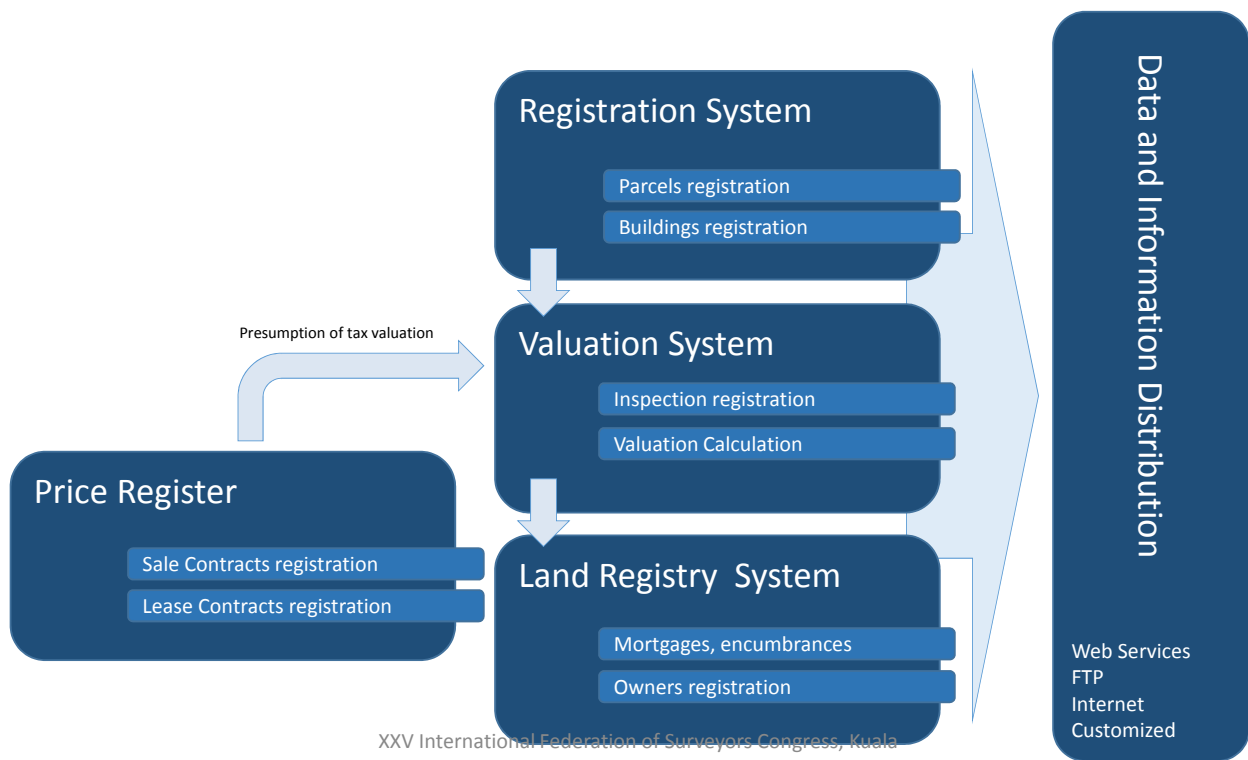 Registration System
Parcels registration
Buildings registration
Presumption of tax valuation
Valuation System
Inspection registration
Valuation Calculation
Price Register
Sale Contracts registration
Lease Contracts registration
Land Registry  System
Mortgages, encumbrances
Owners registration
Data and Information Distribution
Web Services
FTP
Internet
Customized
XXV International Federation of Surveyors Congress, Kuala